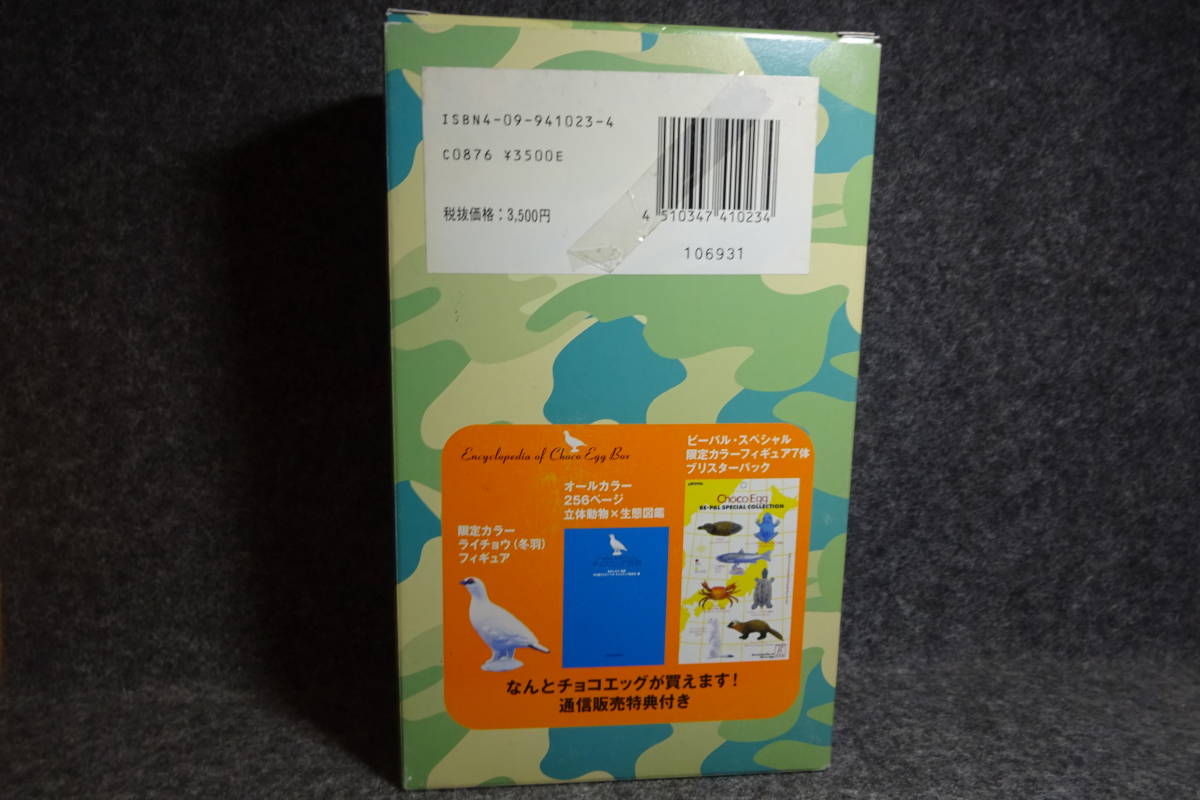 ISBN4-09-941023-4
C0876 ¥3500E
税抜価格：3,500円
4 510347 410234
106931
Encyclopedia of Choco Egg Box
ビーパル・スペシャル
限定カラーフィギュア7体
ブリスターパック
オールカラー
256ページ
立体動物×生態図鑑
限定カラー
ライチョウ（冬羽）
フィギュア
ChocoEgg
BE-PAL SPECIAL COLLECTION
なんとチョコエッグが買えます！
通信販売特典付き